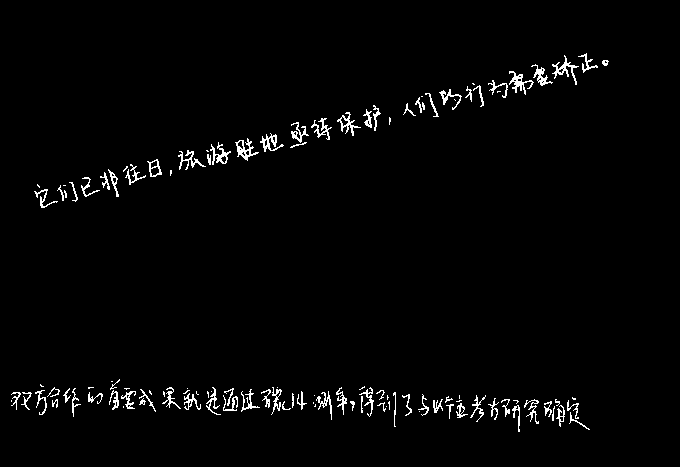 它们已非往日,旅游胜地亟待保护,人们的行为需要矫正。
双方合作的首要成果就是通过碳14测年,得到了与以往考古研究确定